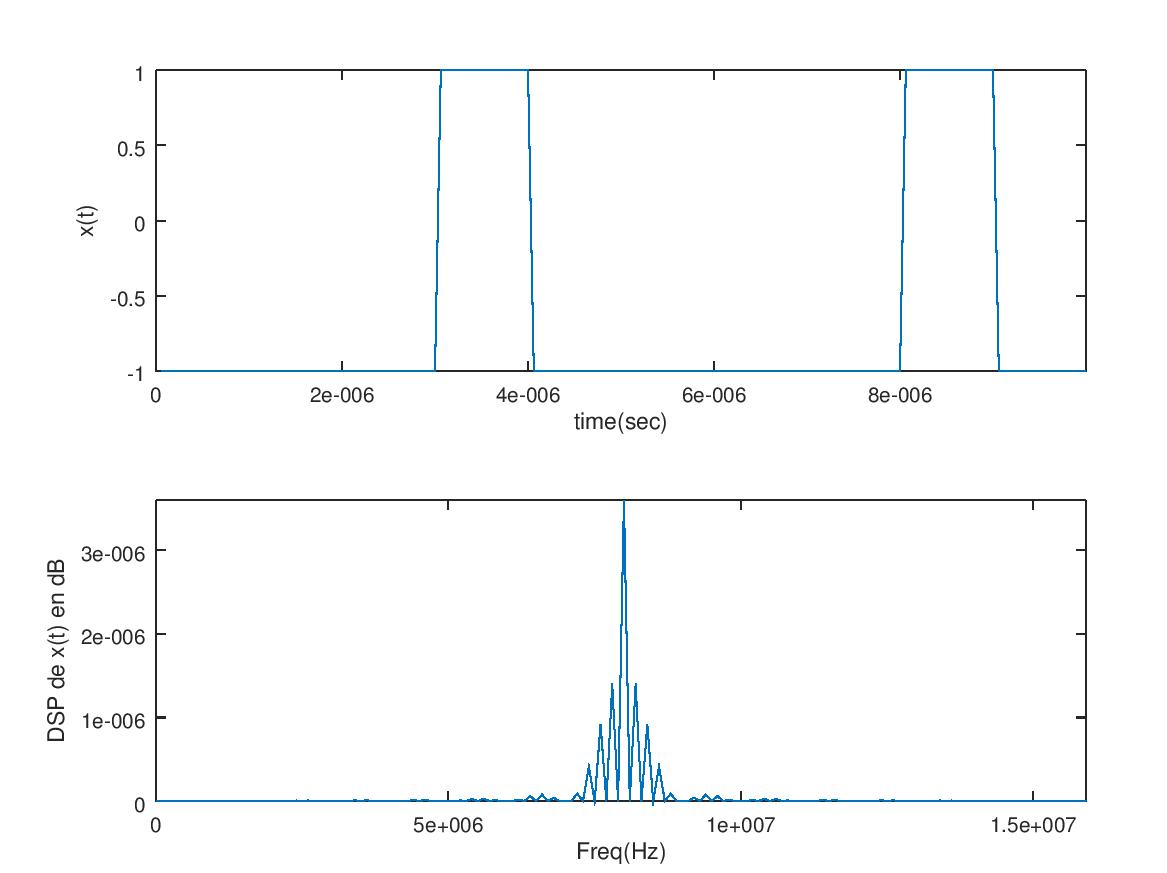 1
0.5
0
-0.5
-1
x(t)
0 2e-006 4e-006 6e-006 8e-006
time(sec)
3e-006
2e-006
1e-006
0
DSP de x(t) en dB
0 5e+006 1e+007 1.5e+007
Freq(Hz)